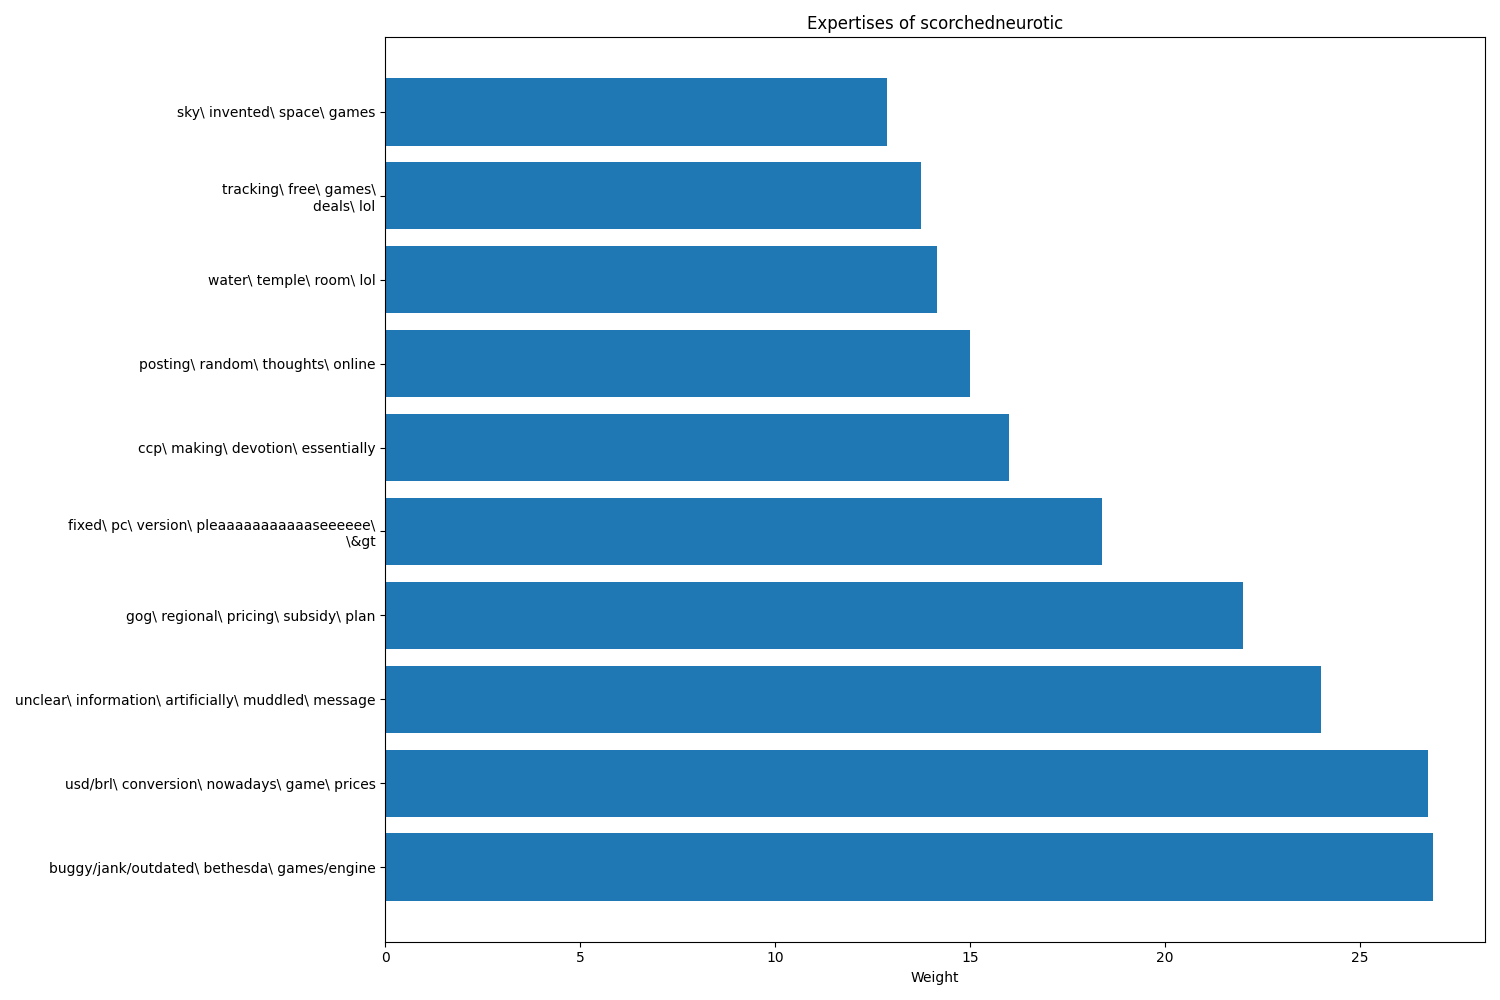 Expertises of scorchedneurotic
sky\ invented\ space\ games
tracking\ free\ games\
deals\ lol
water\ temple\ room\ lol
posting\ random\ thoughts\ online
ccp\ making\ devotion\ essentially
fixed\ pc\ version\ pleaaaaaaaaaaaseeeeee\
\&gt
gog\ regional\ pricing\ subsidy\ plan
unclear\ information\ artificially\ muddled\ message
usd/brl\ conversion\ nowadays\ game\ prices
buggy/jank/outdated\ bethesda\ games/engine
0 5 10 15 20 25
Weight